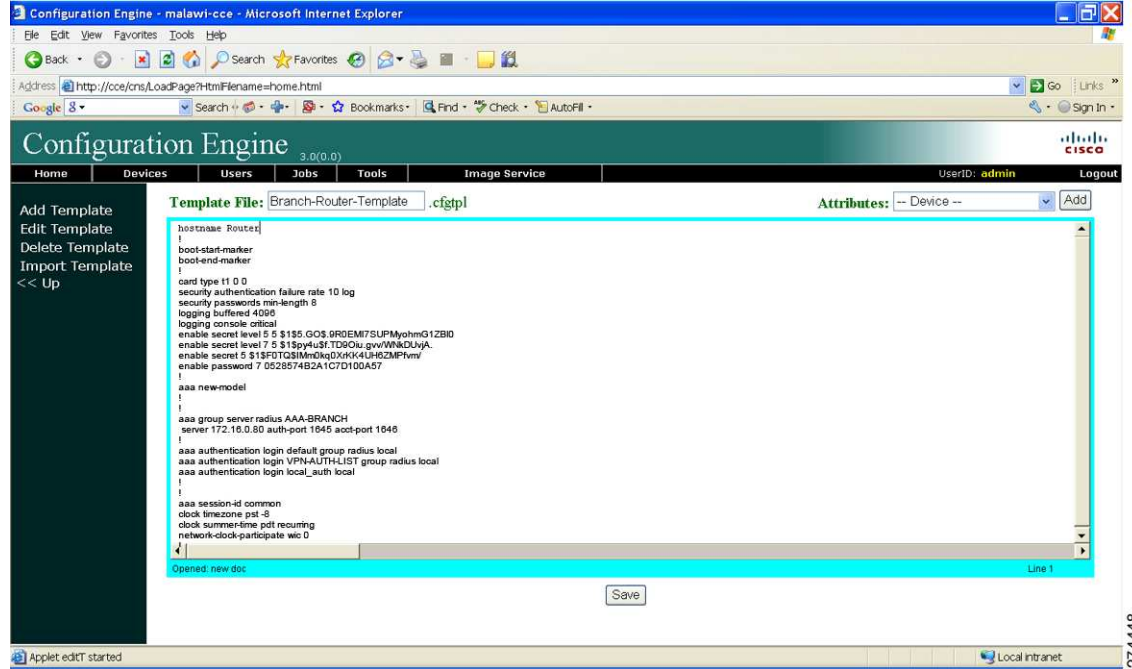 Configuration Engine - malawi-cce - Microsoft Internet Explorer
File Edit View Favorites Tools Help
Back Search Favorites
Address http://cce/cns/LoadPage?HtmlFilename=home.html Go Links »
Google Search Bookmarks Find Check AutoFill Sign In
Configuration Engine 3.0(0.0)
CISCO
Home Devices Users Jobs Tools Image Service UserID: admin Logout
Add Template
Edit Template
Delete Template
Import Template
<< Up
Template File: Branch-Router-Template .cfgtpl Attributes: -- Device -- Add
hostname Router
!
boot-start-marker
boot-end-marker
!
card type t1 0 0
security authentication failure rate 10 log
security passwords min-length 8
logging buffered 4096
logging console critical
enable secret level 5 5 $1$5.GO$.9R0EMI7SUPMyohmG1ZBI0
enable secret level 7 5 $1$py4u$f.TD9Oiu.gvv/WNkDUvjA.
enable secret 5 $1$F0TQ$IMm0kq0XrKK4UH6ZMPfvm/
enable password 7 0528574B2A1C7D100A57
!
aaa new-model
!
!
aaa group server radius AAA-BRANCH
server 172.16.0.80 auth-port 1645 acct-port 1646
!
aaa authentication login default group radius local
aaa authentication login VPN-AUTH-LIST group radius local
aaa authentication login local_auth local
!
!
aaa session-id common
clock timezone pst -8
clock summer-time pdt recurring
network-clock-participate wic 0
!
Opened: new doc Line 1
Save
Applet editT started Local intranet